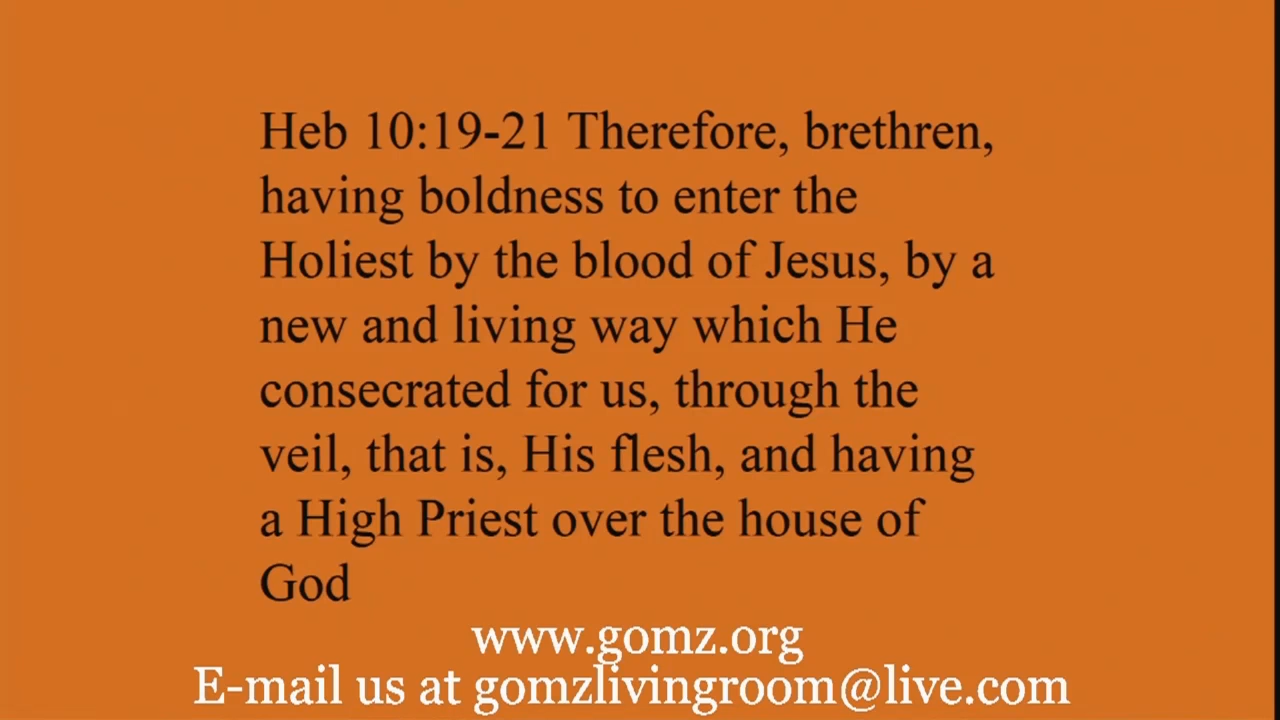 Heb 10:19-21 Therefore, brethren,
having boldness to enter the
Holiest by the blood of Jesus, by a
new and living way which He
consecrated for us, through the
veil, that is, His flesh, and having
a High Priest over the house of
God
www.gomz.org
E-mail us at gomzlivingroom@live.com